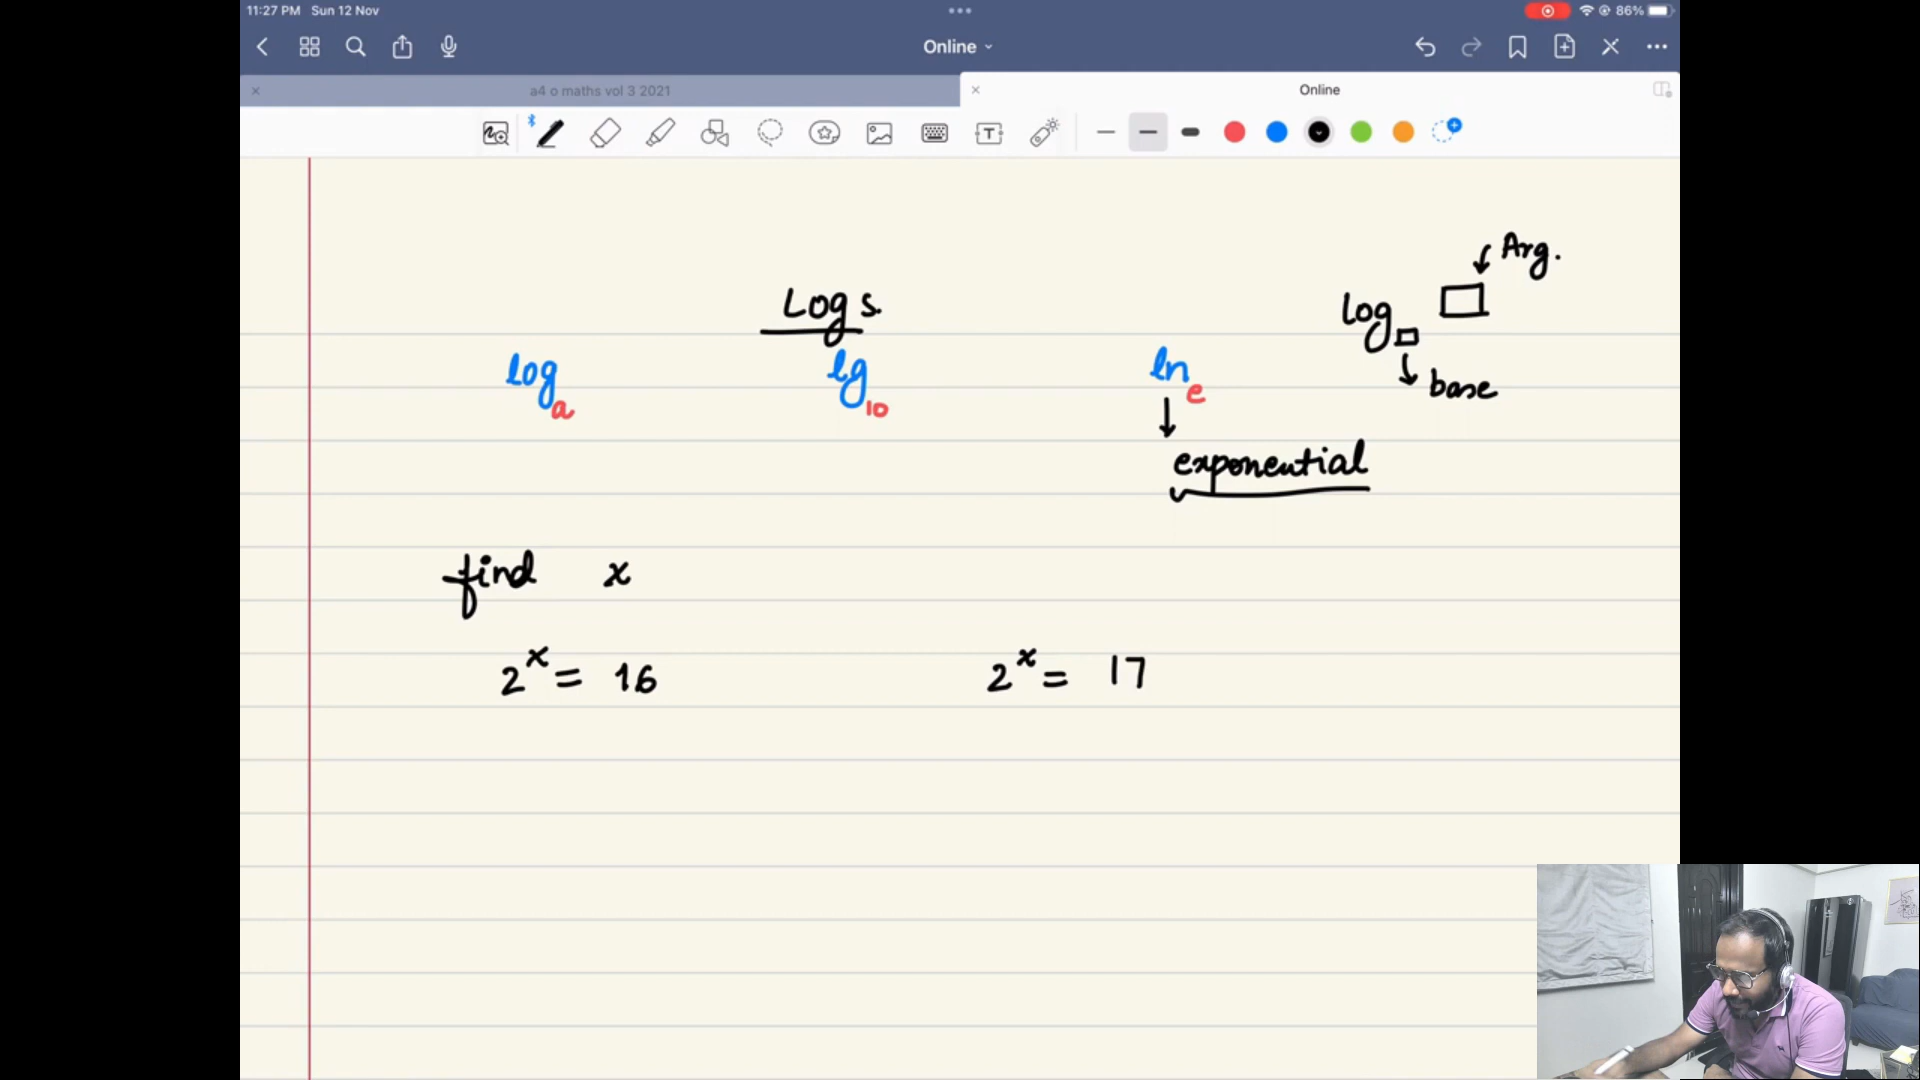 11:27 PM Sun 12 Nov
86%
Online
a4 o maths vol 3 2021
Online
T
Arg.
Logs.
log
log a
lg 10
ln e
base
exponential
find x
2^x = 16
2^x = 17